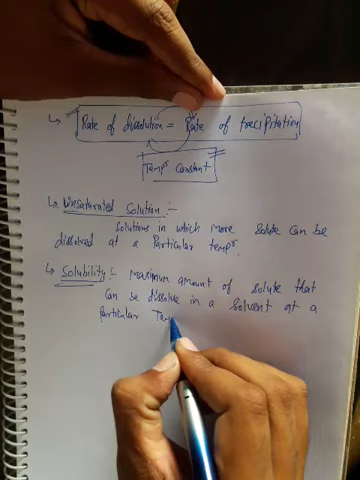 Rate of dissolution = Rate of precipitation
Tempr Constant
Unsaturated Solution :-
Solutions in which more Solute can be
dissolved at a Particular tempr.
Solubility :- Maximum amount of solute that
can be dissolve in a Solvent at a
Particular Tem